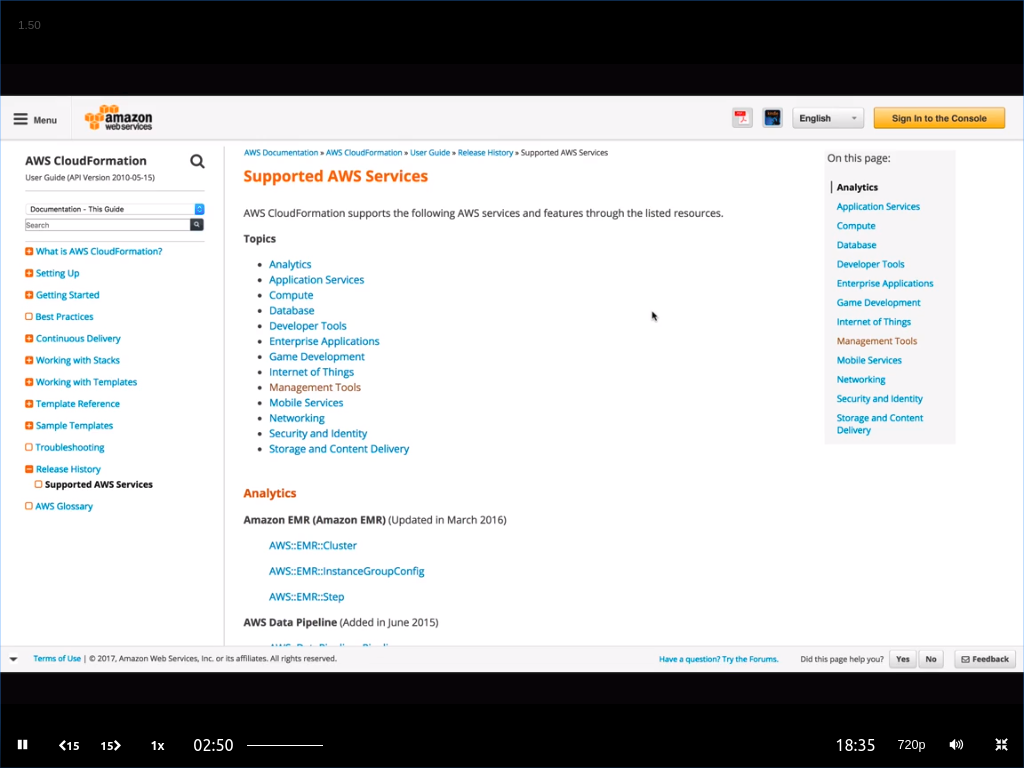 1.50
Menu
amazon
webservices
English
Sign In to the Console
AWS CloudFormation
User Guide (API Version 2010-05-15)
Documentation - This Guide
Search
What is AWS CloudFormation?
Setting Up
Getting Started
Best Practices
Continuous Delivery
Working with Stacks
Working with Templates
Template Reference
Sample Templates
Troubleshooting
Release History
Supported AWS Services
AWS Glossary
AWS Documentation » AWS CloudFormation » User Guide » Release History » Supported AWS Services
Supported AWS Services
AWS CloudFormation supports the following AWS services and features through the listed resources.
Topics
Analytics
Application Services
Compute
Database
Developer Tools
Enterprise Applications
Game Development
Internet of Things
Management Tools
Mobile Services
Networking
Security and Identity
Storage and Content Delivery
Analytics
Amazon EMR (Amazon EMR) (Updated in March 2016)
AWS::EMR::Cluster
AWS::EMR::InstanceGroupConfig
AWS::EMR::Step
AWS Data Pipeline (Added in June 2015)
On this page:
Analytics
Application Services
Compute
Database
Developer Tools
Enterprise Applications
Game Development
Internet of Things
Management Tools
Mobile Services
Networking
Security and Identity
Storage and Content
Delivery
Terms of Use | © 2017, Amazon Web Services, Inc. or its affiliates. All rights reserved.
Have a question? Try the Forums.
Did this page help you?
Yes
No
Feedback
15
15
1x
02:50
18:35
720p